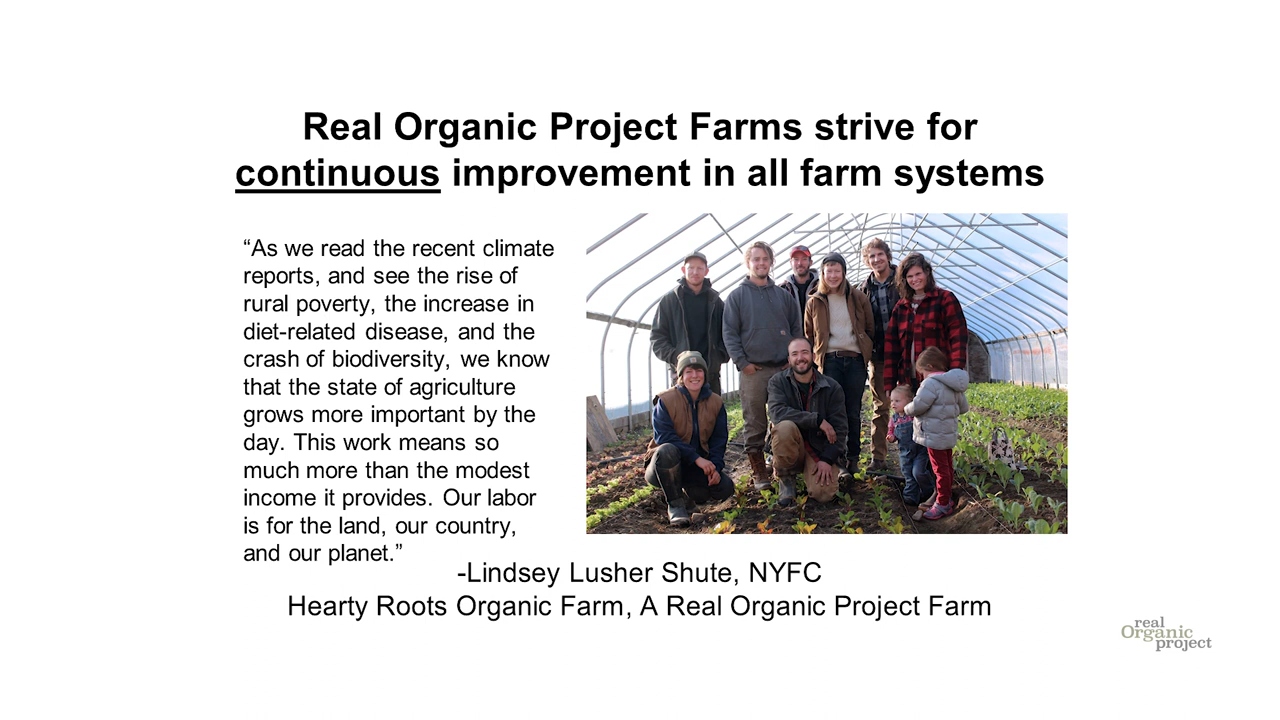 Real Organic Project Farms strive for
continuous improvement in all farm systems
“As we read the recent climate
reports, and see the rise of
rural poverty, the increase in
diet-related disease, and the
crash of biodiversity, we know
that the state of agriculture
grows more important by the
day. This work means so
much more than the modest
income it provides. Our labor
is for the land, our country,
and our planet.”
-Lindsey Lusher Shute, NYFC
Hearty Roots Organic Farm, A Real Organic Project Farm
real
Organic
project